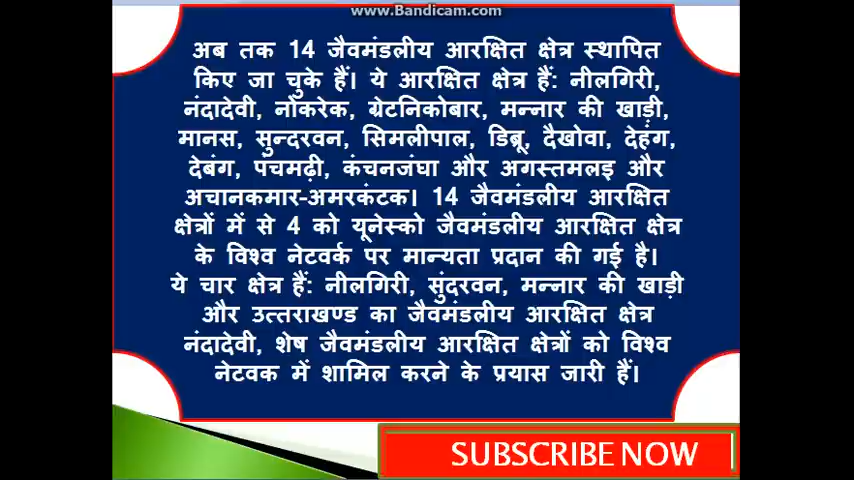 www.Bandicam.com
अब तक 14 जैवमंडलीय आरक्षित क्षेत्र स्थापित
किए जा चुके हैं। ये आरक्षित क्षेत्र हैं: नीलगिरी,
नंदादेवी, नोकरेक, ग्रेटनिकोबार, मन्नार की खाड़ी,
मानस, सुन्दरवन, सिमलीपाल, डिब्रू, दैखोवा, देहंग,
देबंग, पंचमढ़ी, कंचनजंघा और अगस्तमलइ और
अचानकमार-अमरकंटक। 14 जैवमंडलीय आरक्षित
क्षेत्रों में से 4 को यूनेस्को जैवमंडलीय आरक्षित क्षेत्र
के विश्व नेटवर्क पर मान्यता प्रदान की गई है।
ये चार क्षेत्र हैं: नीलगिरी, सुंदरवन, मन्नार की खाड़ी
और उत्तराखण्ड का जैवमंडलीय आरक्षित क्षेत्र
नंदादेवी, शेष जैवमंडलीय आरक्षित क्षेत्रों को विश्व
नेटवक में शामिल करने के प्रयास जारी हैं।
SUBSCRIBE NOW